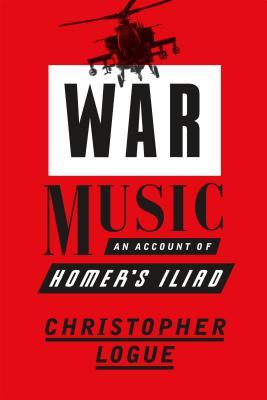 WAR
MUSIC
AN ACCOUNT OF
HOMER'S ILIAD
CHRISTOPHER
LOGUE